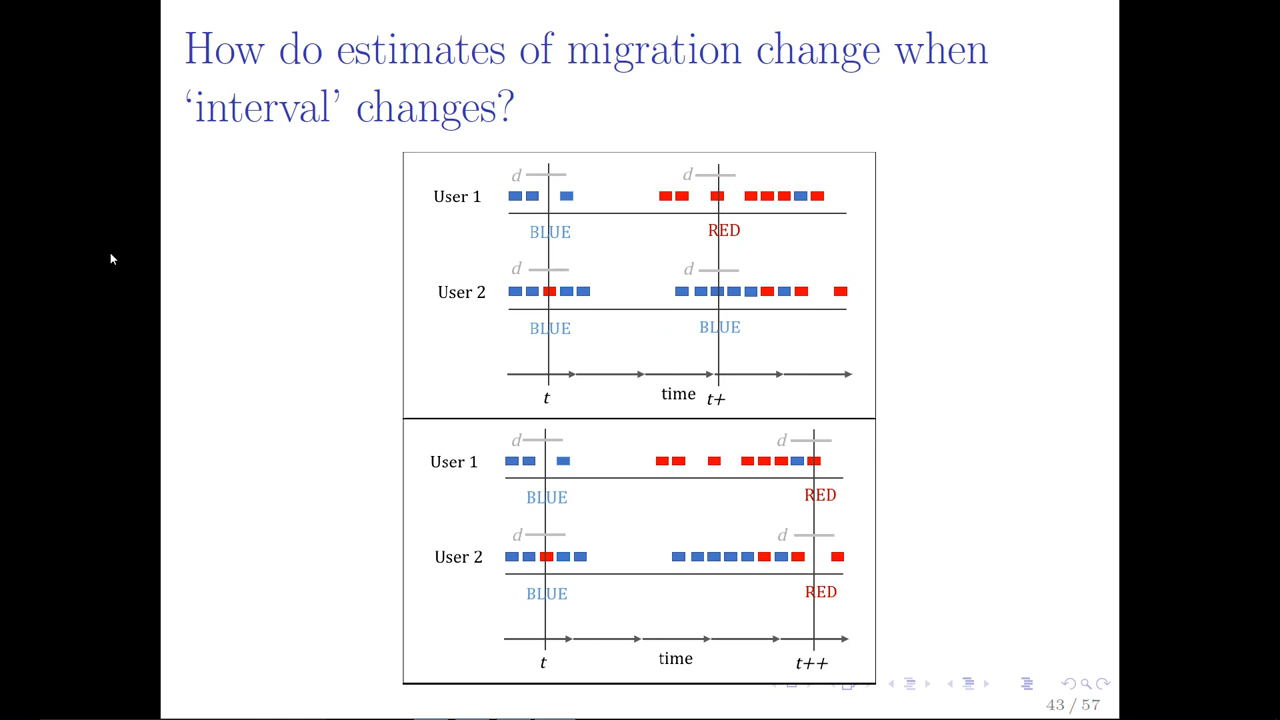 How do estimates of migration change when
‘interval’ changes?
d d
User 1
BLUE RED
d d
User 2
BLUE BLUE
time
t t+
d d
User 1
BLUE RED
d d
User 2
BLUE RED
time
t t++
43 / 57